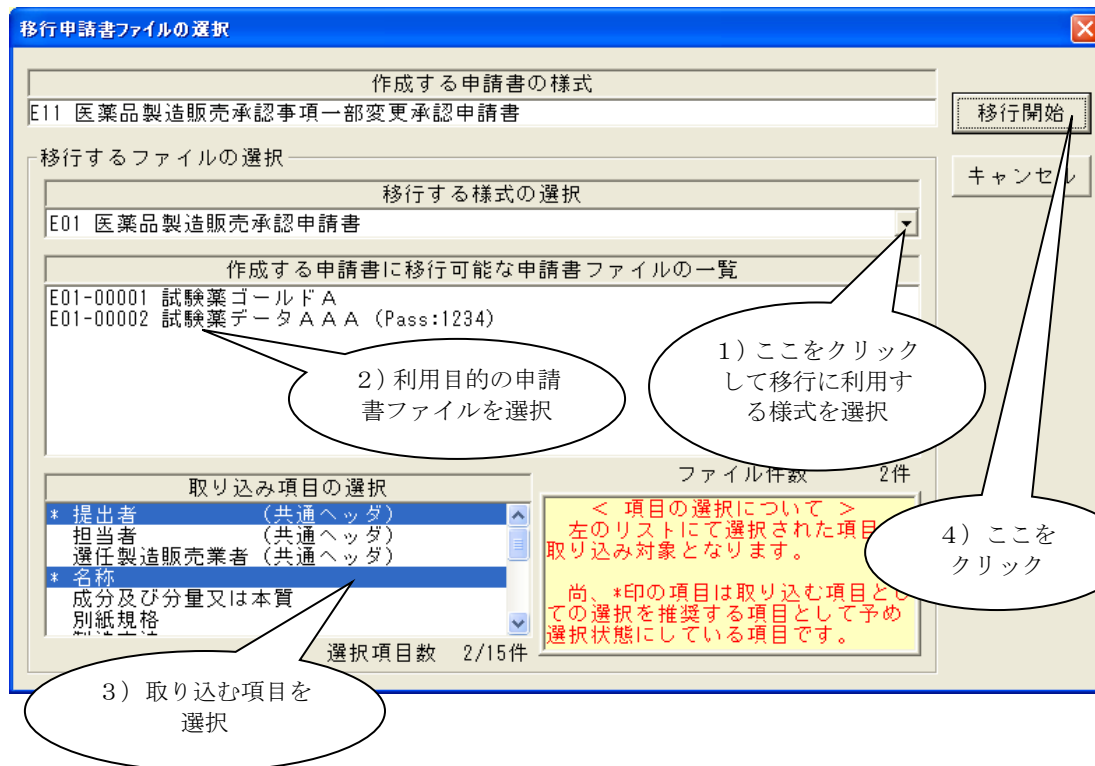 移行申請書ファイルの選択
作成する申請書の様式
E11 医薬品製造販売承認事項一部変更承認申請書
移行開始
キャンセル
移行するファイルの選択
移行する様式の選択
E01 医薬品製造販売承認申請書
作成する申請書に移行可能な申請書ファイルの一覧
E01-00001 試験薬ゴールドA
E01-00002 試験薬データAAA (Pass:1234)
1)ここをクリック
して移行に利用す
る様式を選択
2)利用目的の申請
書ファイルを選択
ファイル件数 2件
取り込み項目の選択
* 提出者 (共通ヘッダ)
担当者 (共通ヘッダ)
選任製造販売業者 (共通ヘッダ)
* 名称
成分及び分量又は本質
別紙規格
選択項目数 2/15件
< 項目の選択について >
左のリストにて選択された項目
取り込み対象となります。
尚、*印の項目は取り込む項目とし
ての選択を推奨する項目として予め
選択状態にしている項目です。
4)ここを
クリック
3)取り込む項目を
選択